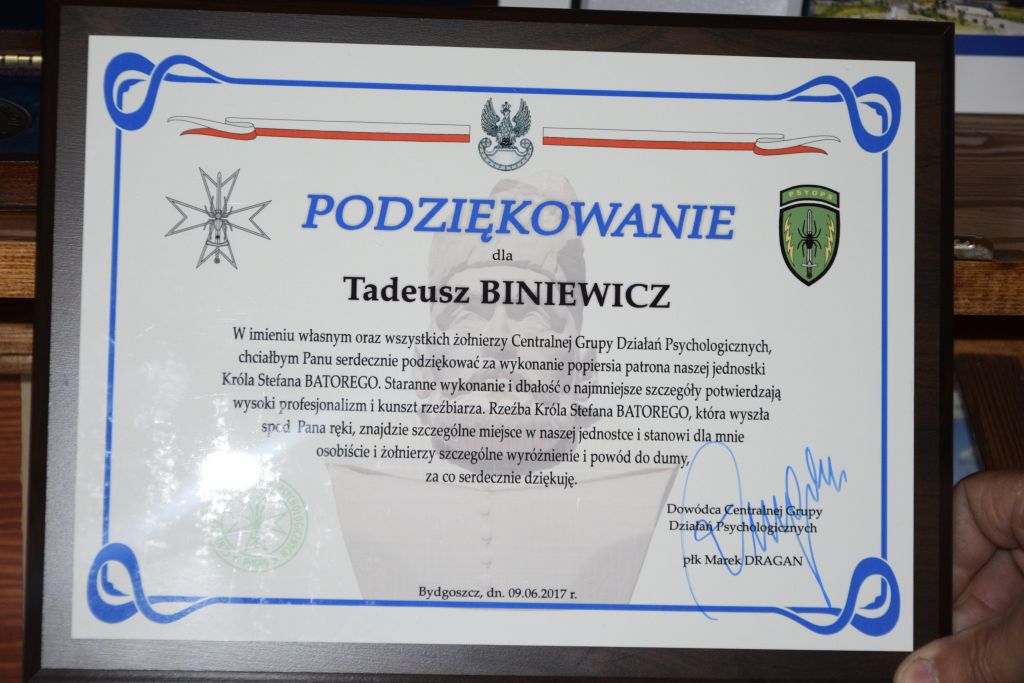 PSYOPS
PODZIĘKOWANIE
dla
Tadeusz BINIEWICZ
W imieniu własnym oraz wszystkich żołnierzy Centralnej Grupy Działań Psychologicznych,
chciałbym Panu serdecznie podziękować za wykonanie popiersia patrona naszej jednostki
Króla Stefana BATOREGO. Staranne wykonanie i dbałość o najmniejsze szczegóły potwierdzają
wysoki profesjonalizm i kunszt rzeźbiarza. Rzeźba Króla Stefana BATOREGO, która wyszła
spod Pana ręki, znajdzie szczególne miejsce w naszej jednostce i stanowi dla mnie
osobiście i żołnierzy szczególne wyróżnienie i powód do dumy,
za co serdecznie dziękuję.
Dowódca Centralnej Grupy
Działań Psychologicznych
płk Marek DRAGAN
Bydgoszcz, dn. 09.06.2017 r.